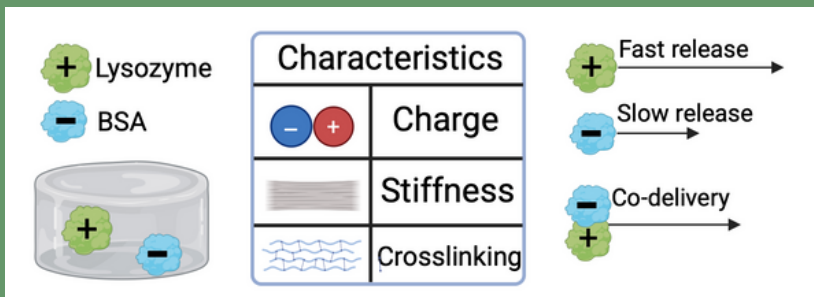 + Lysozyme
- BSA
+
-
Characteristics
- + Charge
Stiffness
Crosslinking
+ Fast release
- Slow release
- Co-delivery
+